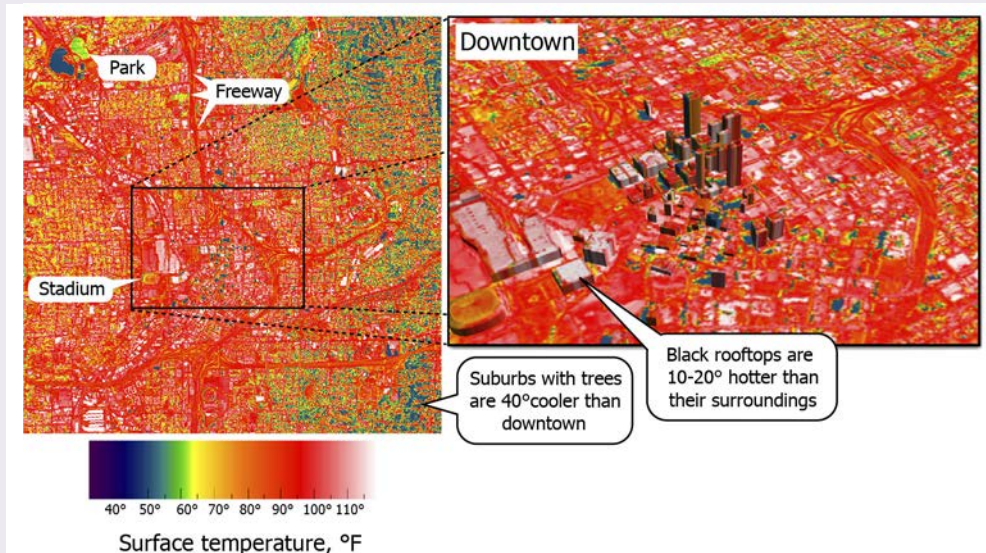 Park
Freeway
Stadium
Downtown
Black rooftops are
10-20° hotter than
their surroundings
Suburbs with trees
are 40°cooler than
downtown
40° 50° 60° 70° 80° 90° 100° 110°
Surface temperature, °F